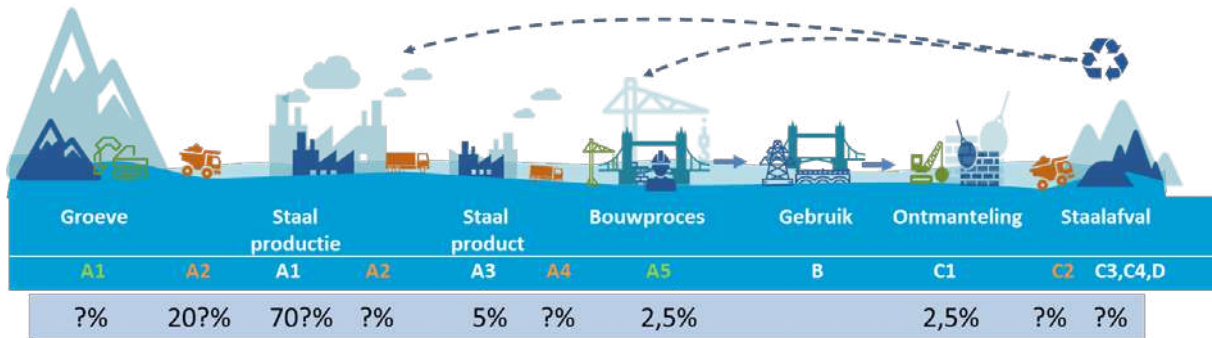 Groeve Staal productie Staal product Bouwproces Gebruik Ontmanteling Staalafval
A1 A2 A1 A2 A3 A4 A5 B C1 C2 C3,C4,D
?% 20?% 70?% ?% 5% ?% 2,5% 2,5% ?% ?%